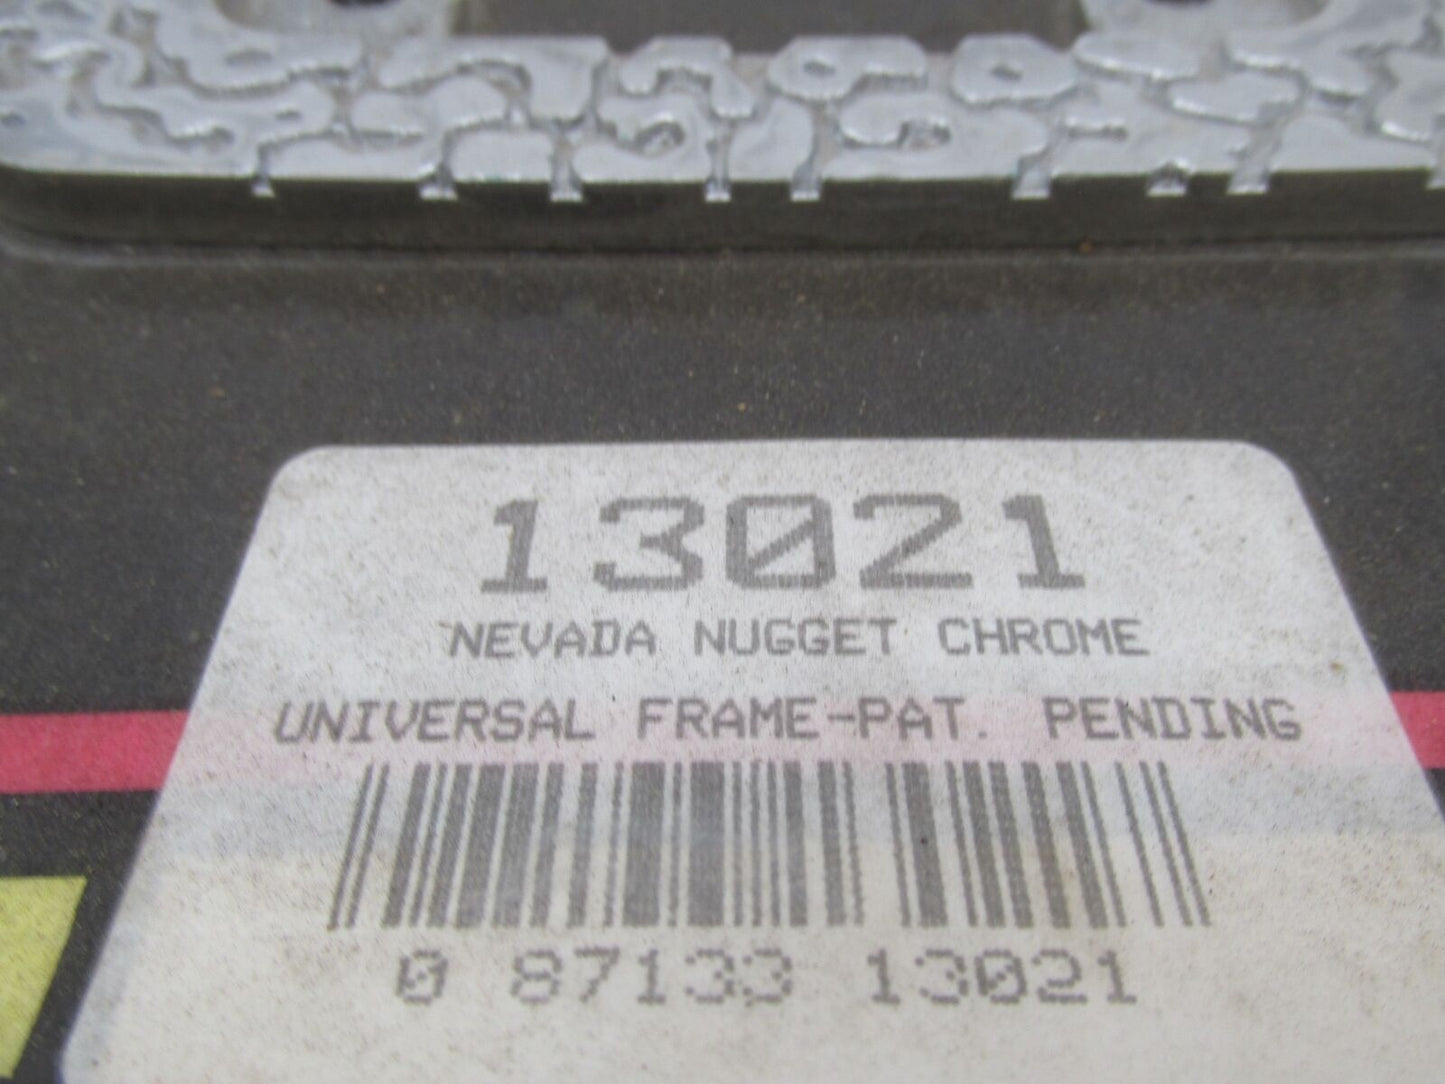 13021
NEVADA NUGGET CHROME
UNIVERSAL FRAME-PAT. PENDING
0 87133 13021